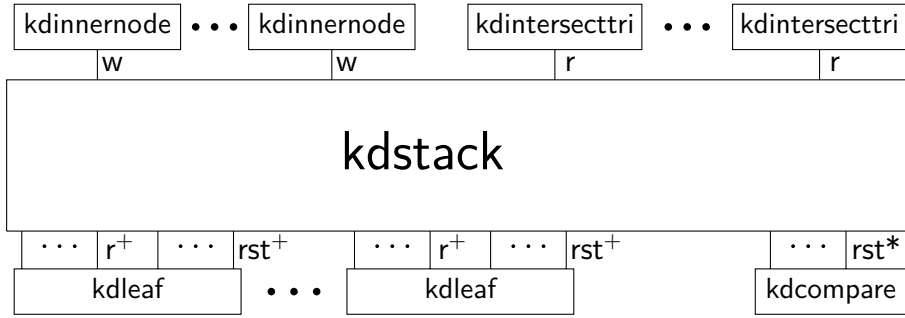 kdinnernode ••• kdinnernode kdintersecttri ••• kdintersecttri
w w r r
kdstack
··· r⁺ ··· rst⁺ ··· r⁺ ··· rst⁺ ··· rst*
kdleaf ••• kdleaf kdcompare